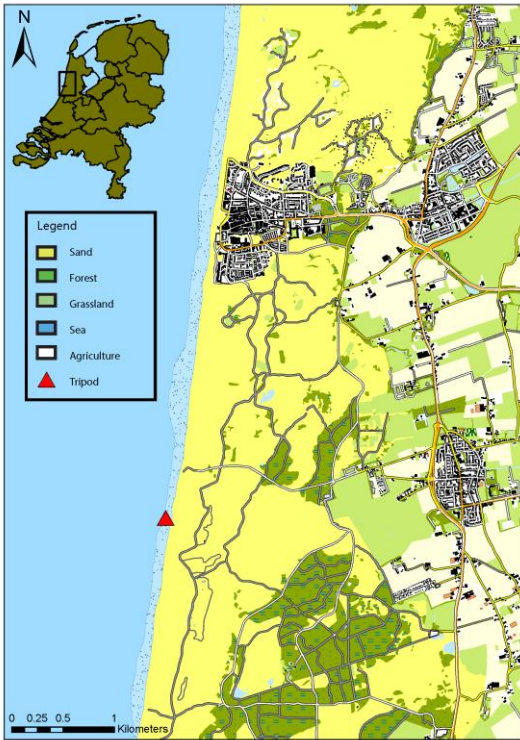 N
Legend
Sand
Forest
Grassland
Sea
Agriculture
Tripod
0 0.25 0.5 1
Kilometers